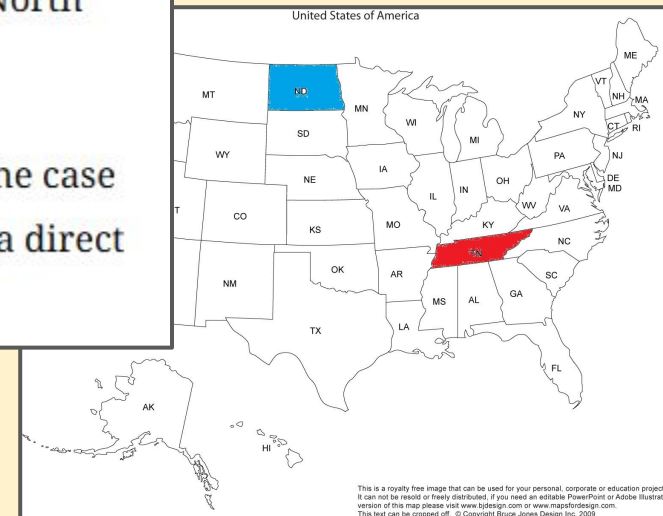 North
he case
a direct
United States of America
ME
VT
NH
MA
MT
ND
MN
NY
CT
RI
WI
MI
SD
WY
PA
NJ
IA
NE
OH
DE
MD
IN
IL
WV
VA
T
CO
MO
KY
KS
NC
TN
OK
AR
SC
NM
MS
AL
GA
LA
TX
FL
AK
HI
This is a royalty free image that can be used for your personal, corporate or education project
It can not be resold or freely distributed, if you need an editable PowerPoint or Adobe Illustrat
version of this map please visit www.bjdesign.com or www.mapsfordesign.com.
This text can be cropped off. © Copyright Bruce Jones Design Inc. 2009